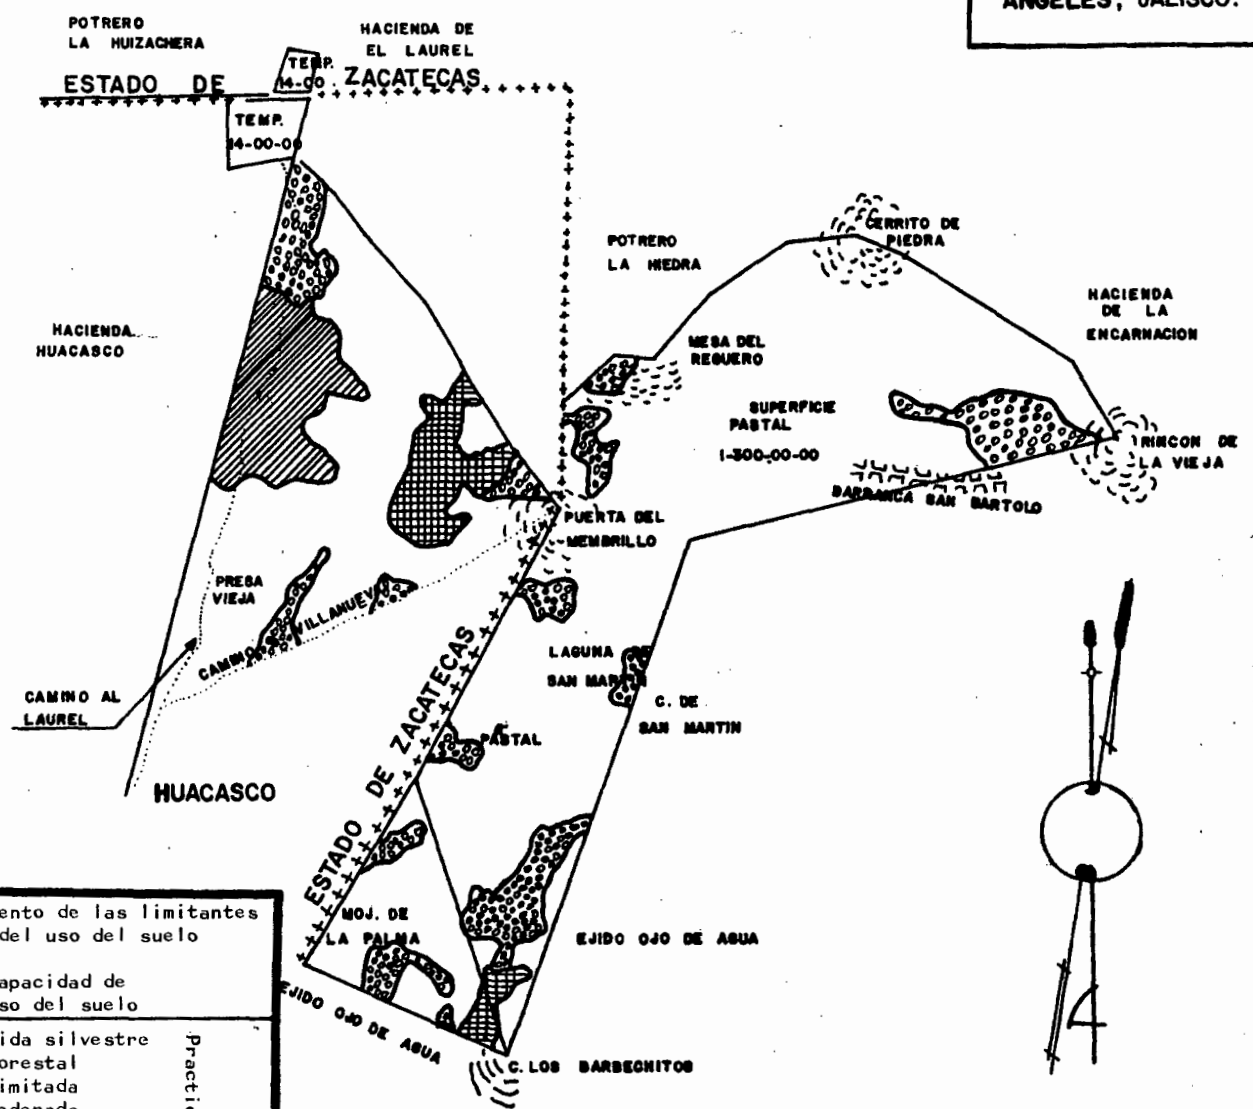 ANGELES, JALISCO.
POTRERO
LA HUIZACHERA
HACIENDA DE
EL LAUREL
TEMP.
14-00
ESTADO DE ZACATECAS
TEMP.
14-00-00
CERRITO DE
PIEDRA
POTRERO
LA HIEDRA
HACIENDA
DE LA
ENCARNACION
HACIENDA
HUACASCO
MESA DEL
REGUERO
SUPERFICIE
PASTAL
1-300-00-00
RINCON DE
LA VIEJA
BARRANCA SAN BARTOLO
PUERTA DEL
MEMBRILLO
PRESA
VIEJA
CAMINO A VILLANUEVA
LAGUNA DE
SAN MARTIN
CAMINO AL
LAUREL
C. DE
SAN MARTIN
PASTAL
HUACASCO
ESTADO DE ZACATECAS
MOJ. DE
LA PALMA
EJIDO OJO DE AGUA
EJIDO OJO DE AGUA
C. LOS BARBECHITOS
ento de las limitantes
del uso del suelo
apacidad de
so del suelo
ida silvestre
orestal
imitada
oderada
Practi